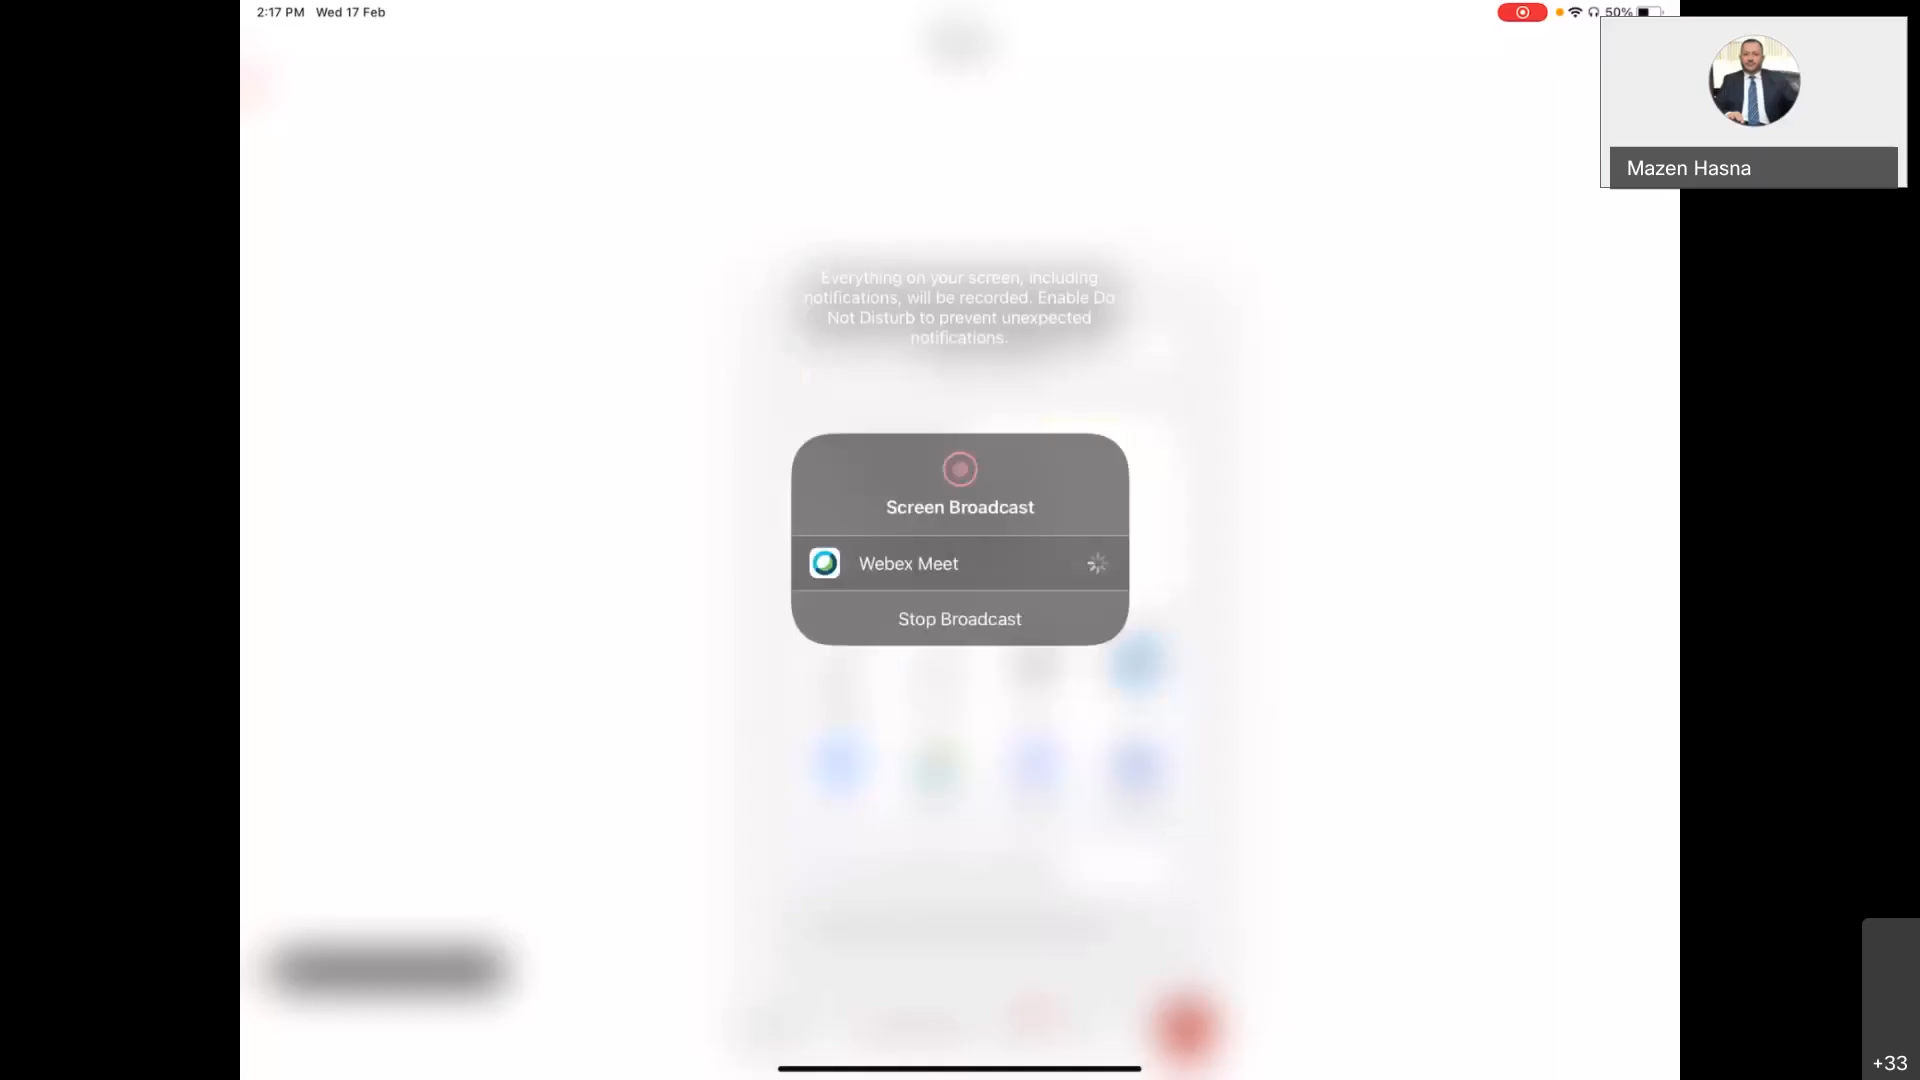 2:17 PM Wed 17 Feb
50%
Mazen Hasna
Everything on your screen, including
notifications, will be recorded. Enable Do
Not Disturb to prevent unexpected
notifications.
Screen Broadcast
Webex Meet
Stop Broadcast
+33